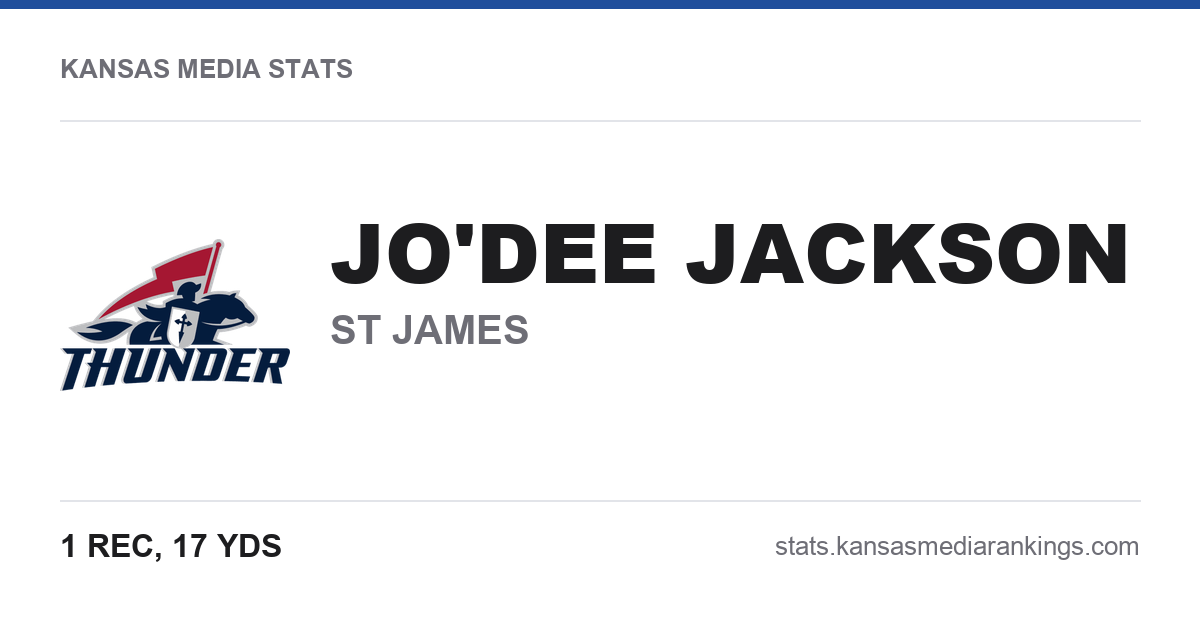 KANSAS MEDIA STATS
JO'DEE JACKSON
ST JAMES
THUNDER
1 REC, 17 YDS
stats.kansasmediarankings.com